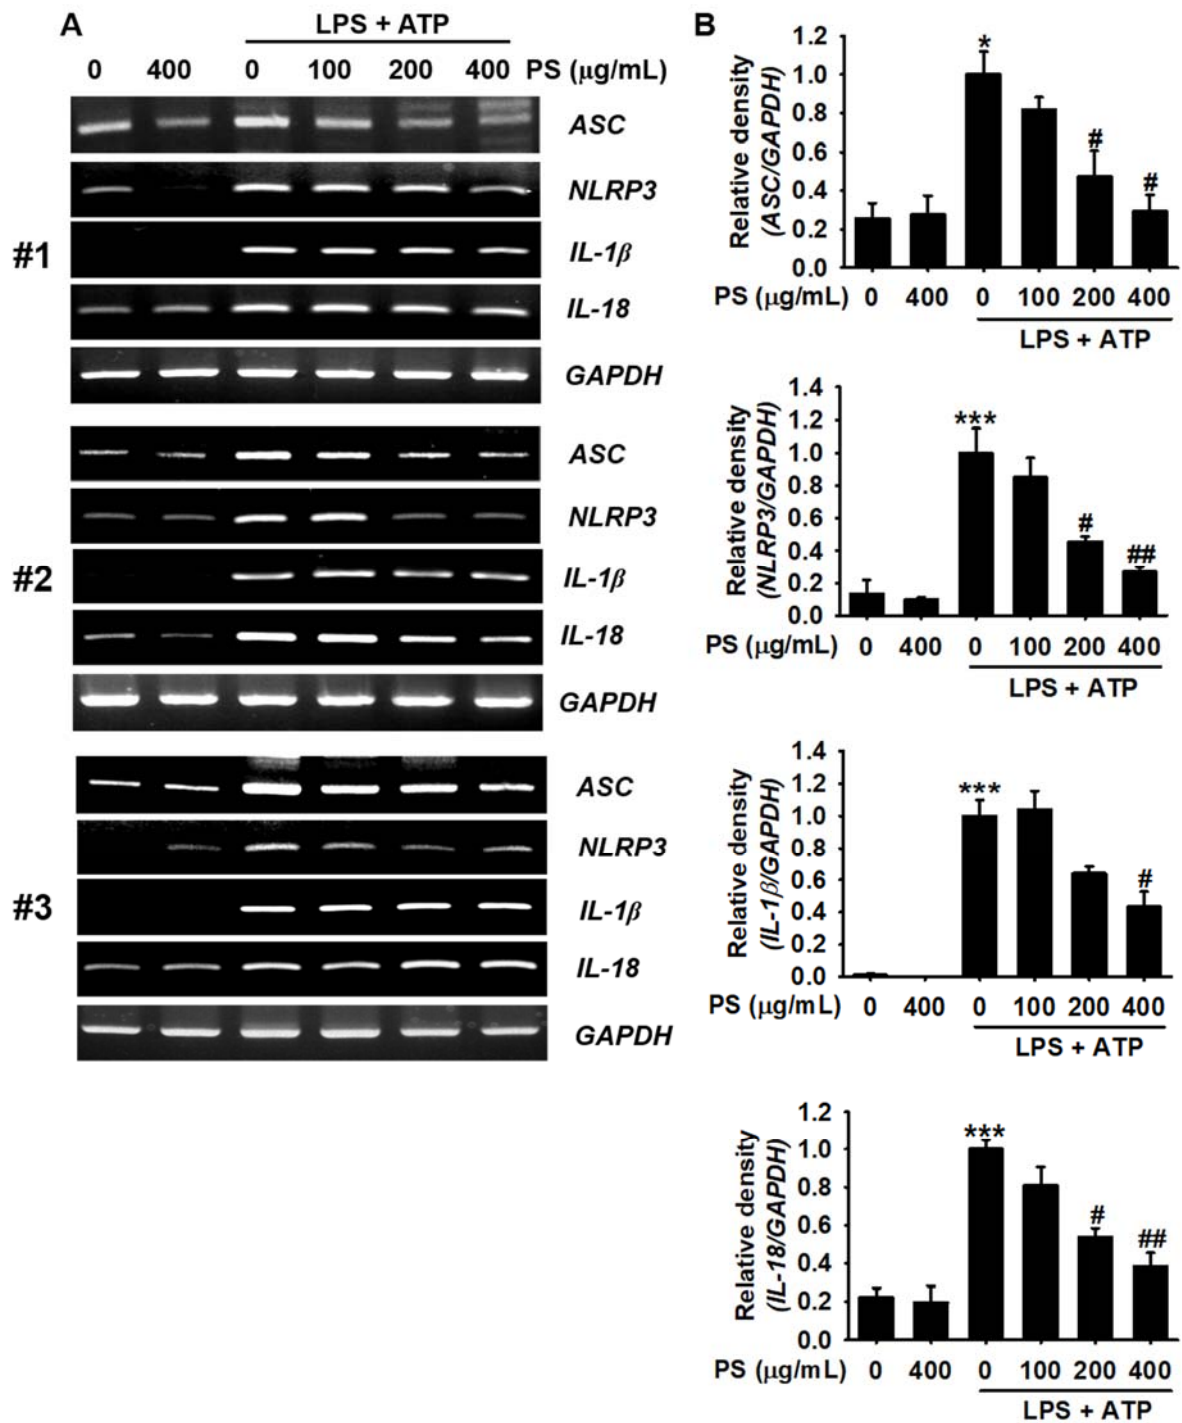 A
LPS + ATP
0 400 0 100 200 400 PS (μg/mL)
#1
ASC
NLRP3
IL-1β
IL-18
GAPDH
#2
ASC
NLRP3
IL-1β
IL-18
GAPDH
#3
ASC
NLRP3
IL-1β
IL-18
GAPDH
B
Relative density
(ASC/GAPDH)
1.2
1.0
0.8
0.6
0.4
0.2
0.0
*
#
#
PS (μg/mL) 0 400 0 100 200 400
LPS + ATP
Relative density
(NLRP3/GAPDH)
1.4
1.2
1.0
0.8
0.6
0.4
0.2
0.0
***
#
##
PS (μg/mL) 0 400 0 100 200 400
LPS + ATP
Relative density
(IL-1β/GAPDH)
1.4
1.2
1.0
0.8
0.6
0.4
0.2
0.0
***
#
PS (μg/mL) 0 400 0 100 200 400
LPS + ATP
Relative density
(IL-18/GAPDH)
1.2
1.0
0.8
0.6
0.4
0.2
0.0
***
#
##
PS (μg/mL) 0 400 0 100 200 400
LPS + ATP